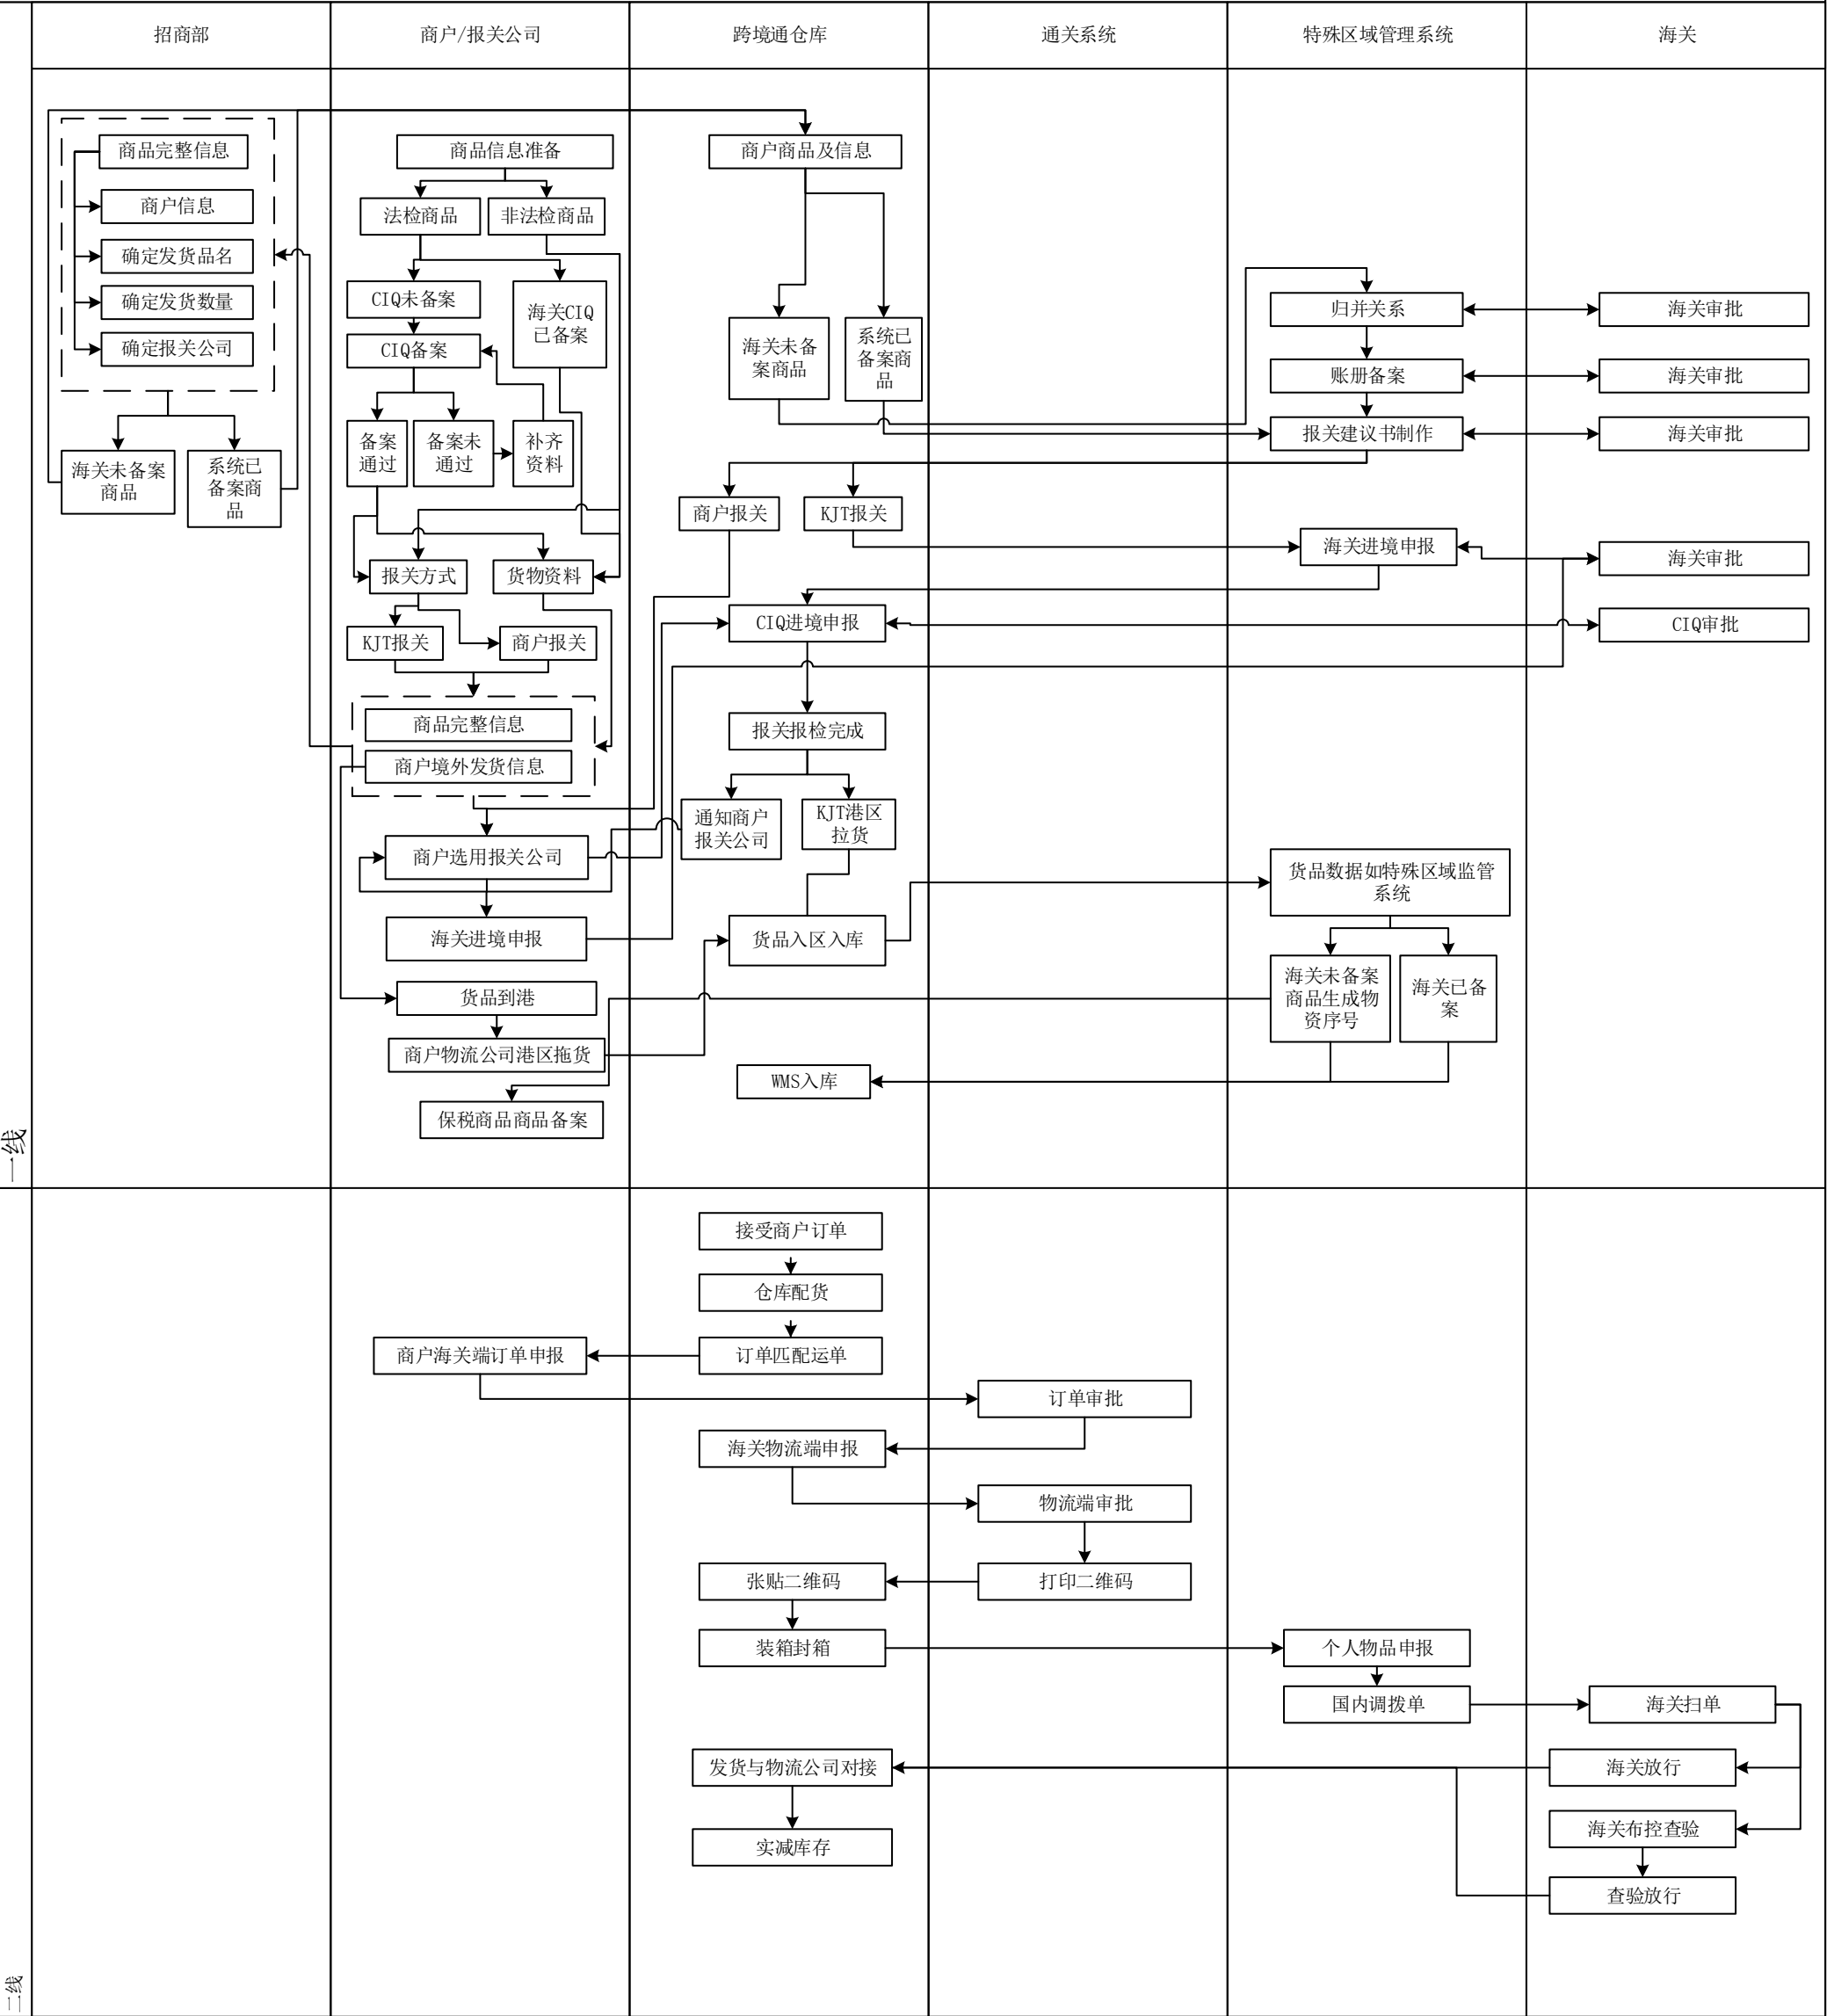 招商部
商户/报关公司
跨境通仓库
通关系统
特殊区域管理系统
海关
一线
商品完整信息
商户信息
确定发货品名
确定发货数量
确定报关公司
海关未备案
商品
系统已
备案商
品
商品信息准备
法检商品
非法检商品
CIQ未备案
海关CIQ
已备案
CIQ备案
备案
通过
备案未
通过
补齐
资料
报关方式
货物资料
KJT报关
商户报关
商品完整信息
商户境外发货信息
商户选用报关公司
海关进境申报
货品到港
商户物流公司港区拖货
保税商品商品备案
商户商品及信息
海关未备
案商品
系统已
备案商
品
商户报关
KJT报关
CIQ进境申报
报关报检完成
通知商户
报关公司
KJT港区
拉货
货品入区入库
WMS入库
归并关系
账册备案
报关建议书制作
海关进境申报
货品数据如特殊区域监管
系统
海关未备案
商品生成物
资序号
海关已备
案
海关审批
海关审批
海关审批
海关审批
CIQ审批
二线
接受商户订单
仓库配货
订单匹配运单
商户海关端订单申报
订单审批
海关物流端申报
物流端审批
打印二维码
张贴二维码
装箱封箱
个人物品申报
国内调拨单
海关扫单
海关放行
发货与物流公司对接
海关布控查验
实减库存
查验放行